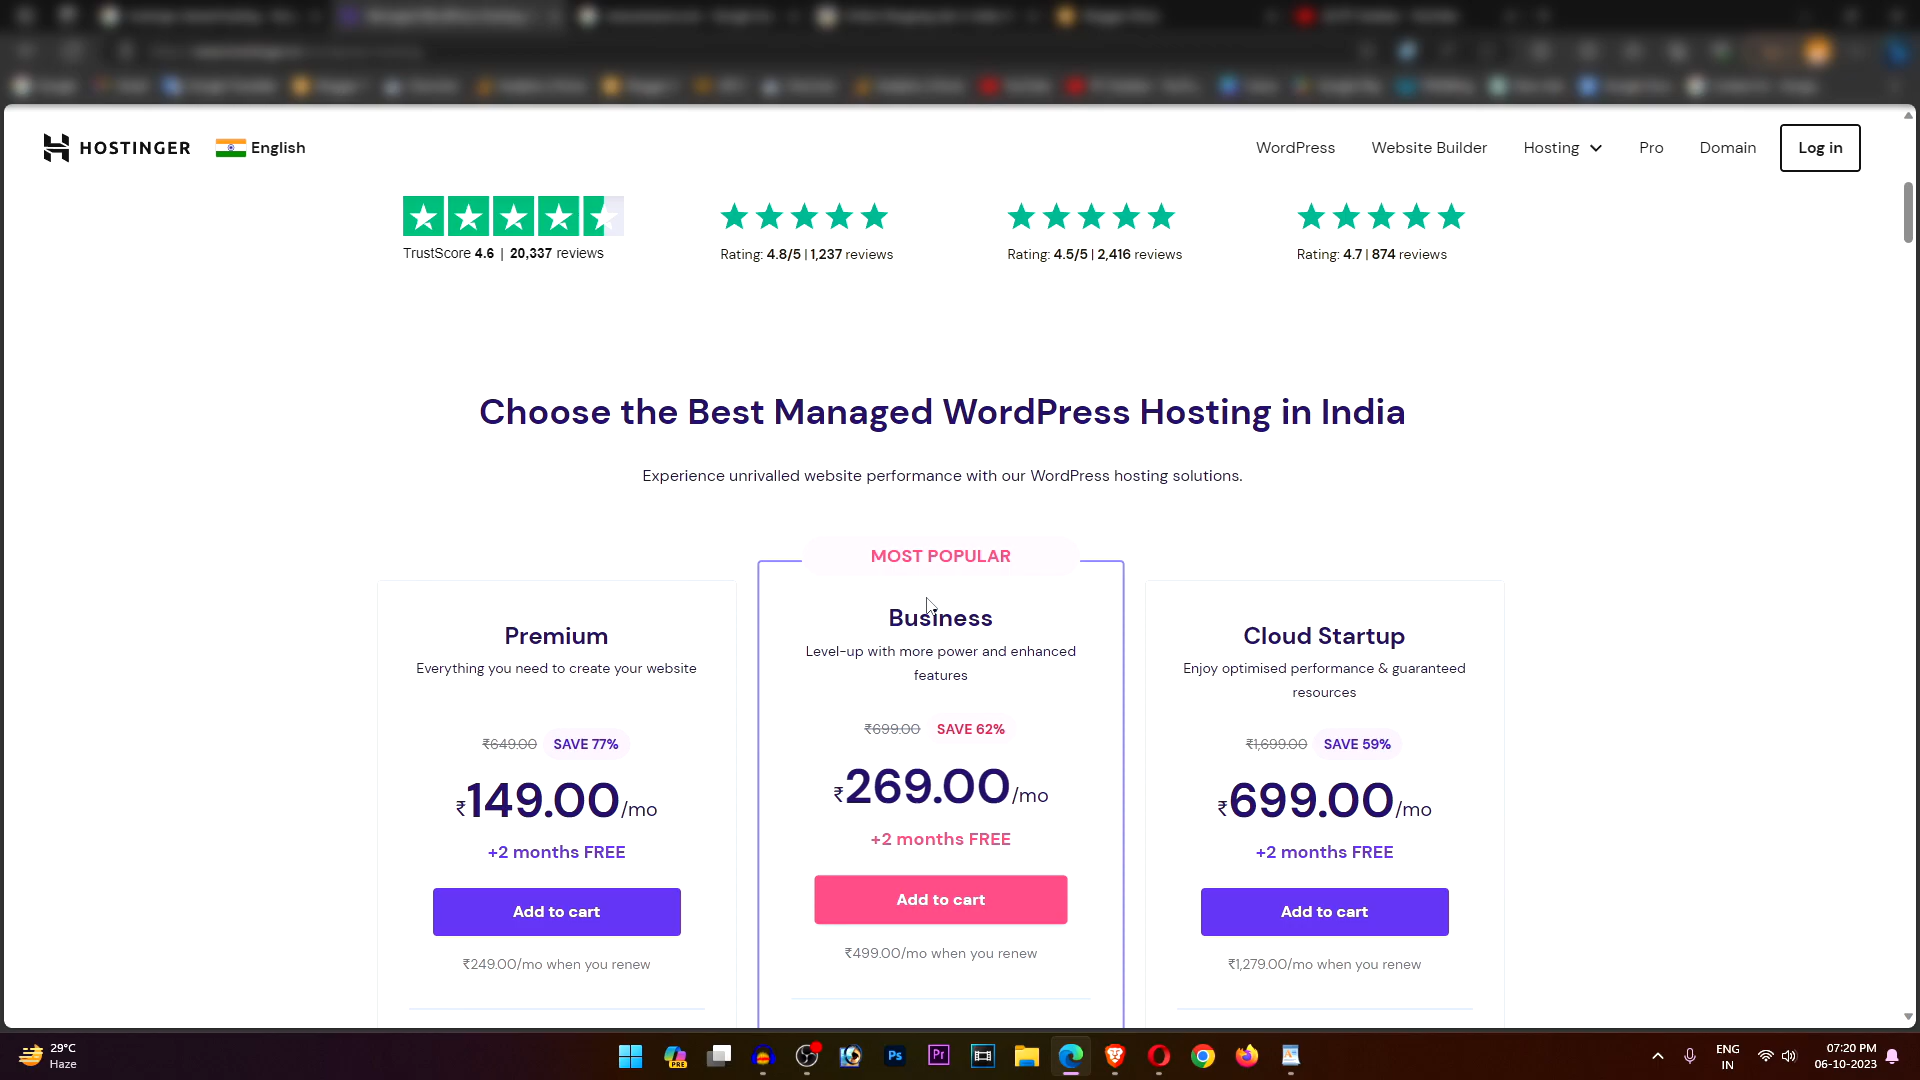 HOSTINGER English WordPress Website Builder Hosting Pro Domain Log in
TrustScore 4.6 | 20,337 reviews
Rating: 4.8/5 | 1,237 reviews
Rating: 4.5/5 | 2,416 reviews
Rating: 4.7 | 874 reviews
Choose the Best Managed WordPress Hosting in India
Experience unrivalled website performance with our WordPress hosting solutions.
Premium
Everything you need to create your website
₹649.00 SAVE 77%
₹149.00/mo
+2 months FREE
Add to cart
₹249.00/mo when you renew
MOST POPULAR
Business
Level-up with more power and enhanced
features
₹699.00 SAVE 62%
₹269.00/mo
+2 months FREE
Add to cart
₹499.00/mo when you renew
Cloud Startup
Enjoy optimised performance & guaranteed
resources
₹1,699.00 SAVE 59%
₹699.00/mo
+2 months FREE
Add to cart
₹1,279.00/mo when you renew
29°C
Haze
PRE
Ps
Pr
ENG
IN
07:20 PM
06-10-2023